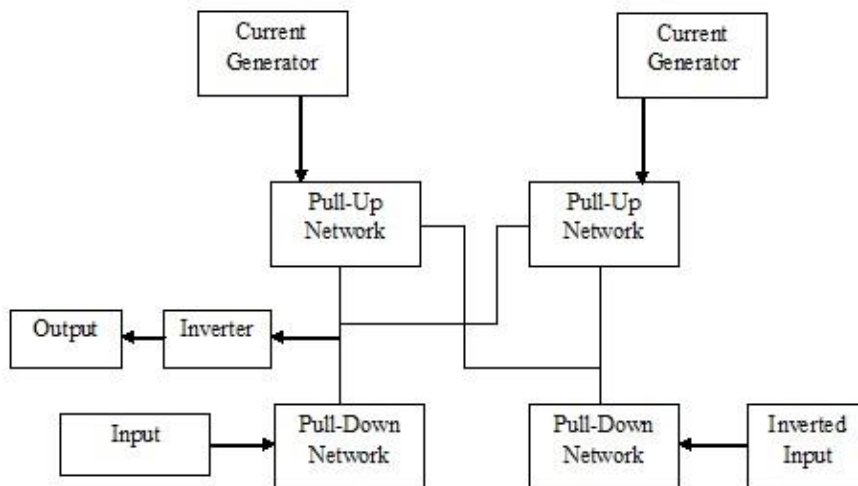 Current
Generator
Current
Generator
Pull-Up
Network
Pull-Up
Network
Output
Inverter
Input
Pull-Down
Network
Pull-Down
Network
Inverted
Input